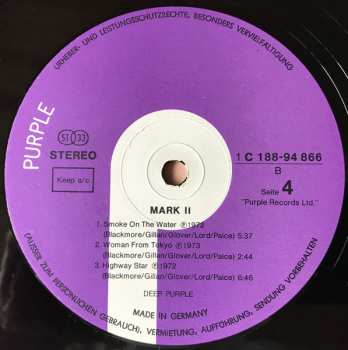 URHEBER- UND LEISTUNGSSCHUTZRECHTE, BESONDERS VERVIELFÄLTIGUNG
PURPLE
ST 33
STEREO
Keep a/c.
1 C 188-94 866
B
Seite 4
"Purple Records Ltd."
MARK II
1. Smoke On The Water ℗1972
(Blackmore/Gillan/Glover/Lord/Paice) 5:37
2. Woman From Tokyo ℗1973
(Blackmore/Gillan/Glover/Lord/Paice) 2:44
3. Highway Star ℗1972
(Blackmore/Gillan/Glover/Lord/Paice) 6:46
DEEP PURPLE
MADE IN GERMANY
(AUSSER ZUM PERSÖNLICHEN GEBRAUCH), VERMIETUNG, AUFFÜHRUNG, SENDUNG VORBEHALTEN